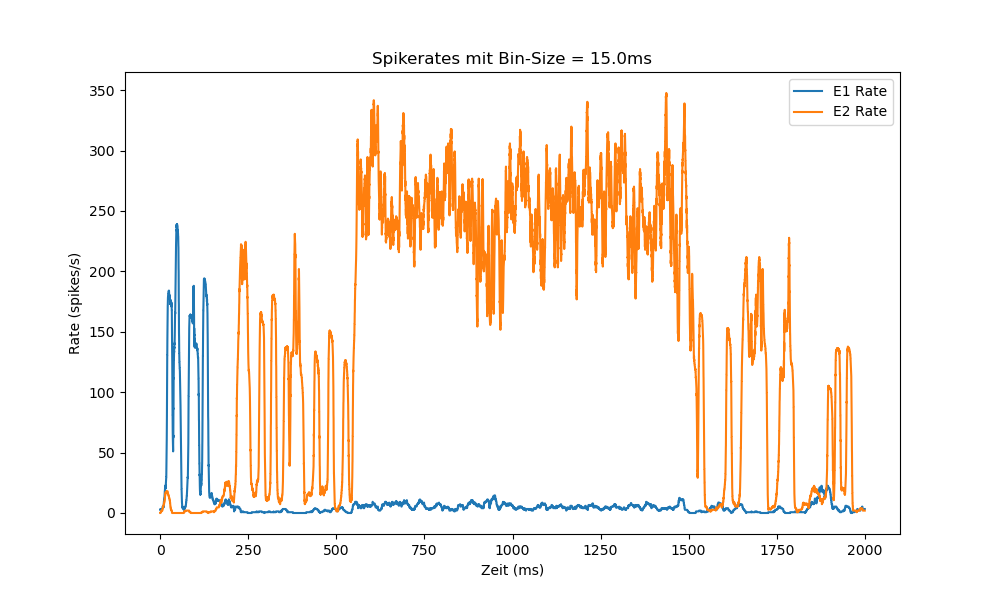 Spikerates mit Bin-Size = 15.0ms
E1 Rate
E2 Rate
350
300
250
200
150
100
50
0
Rate (spikes/s)
0 250 500 750 1000 1250 1500 1750 2000
Zeit (ms)